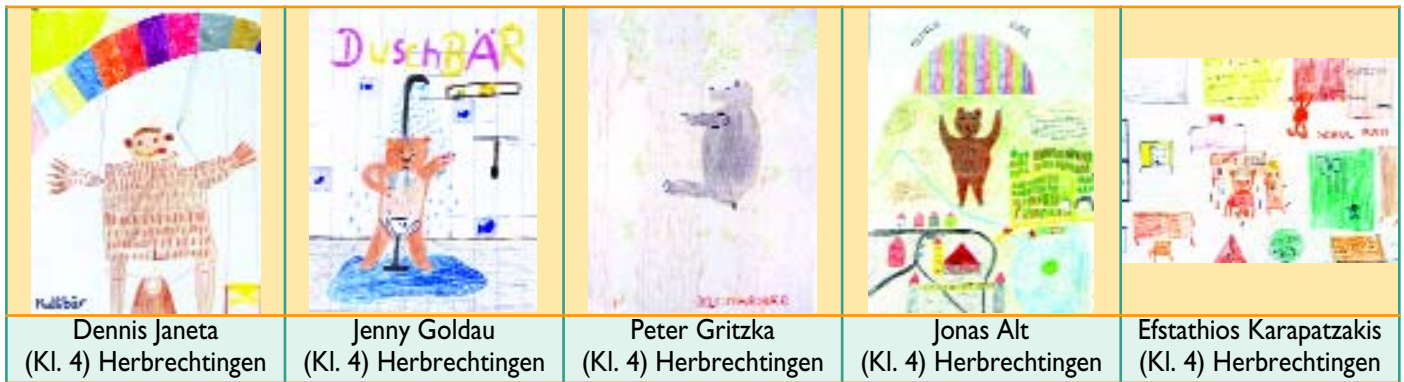 DuschBÄR
Dennis Janeta
(Kl. 4) Herbrechtingen
Jenny Goldau
(Kl. 4) Herbrechtingen
Peter Gritzka
(Kl. 4) Herbrechtingen
Jonas Alt
(Kl. 4) Herbrechtingen
Efstathios Karapatzakis
(Kl. 4) Herbrechtingen